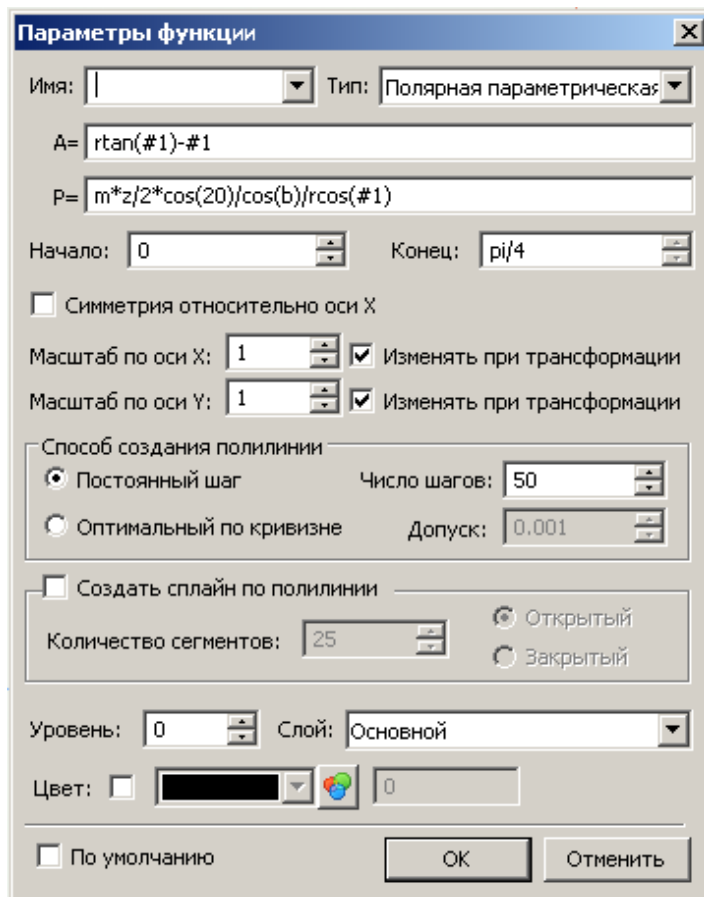 Параметры функции
Имя: Тип: Полярная параметрическая
A= rtan(#1)-#1
P= m*z/2*cos(20)/cos(b)/rcos(#1)
Начало: 0 Конец: pi/4
Симметрия относительно оси X
Масштаб по оси X: 1 Изменять при трансформации
Масштаб по оси Y: 1 Изменять при трансформации
Способ создания полилинии
Постоянный шаг Число шагов: 50
Оптимальный по кривизне Допуск: 0.001
Создать сплайн по полилинии
Количество сегментов: 25 Открытый
Закрытый
Уровень: 0 Слой: Основной
Цвет: 0
По умолчанию OK Отменить